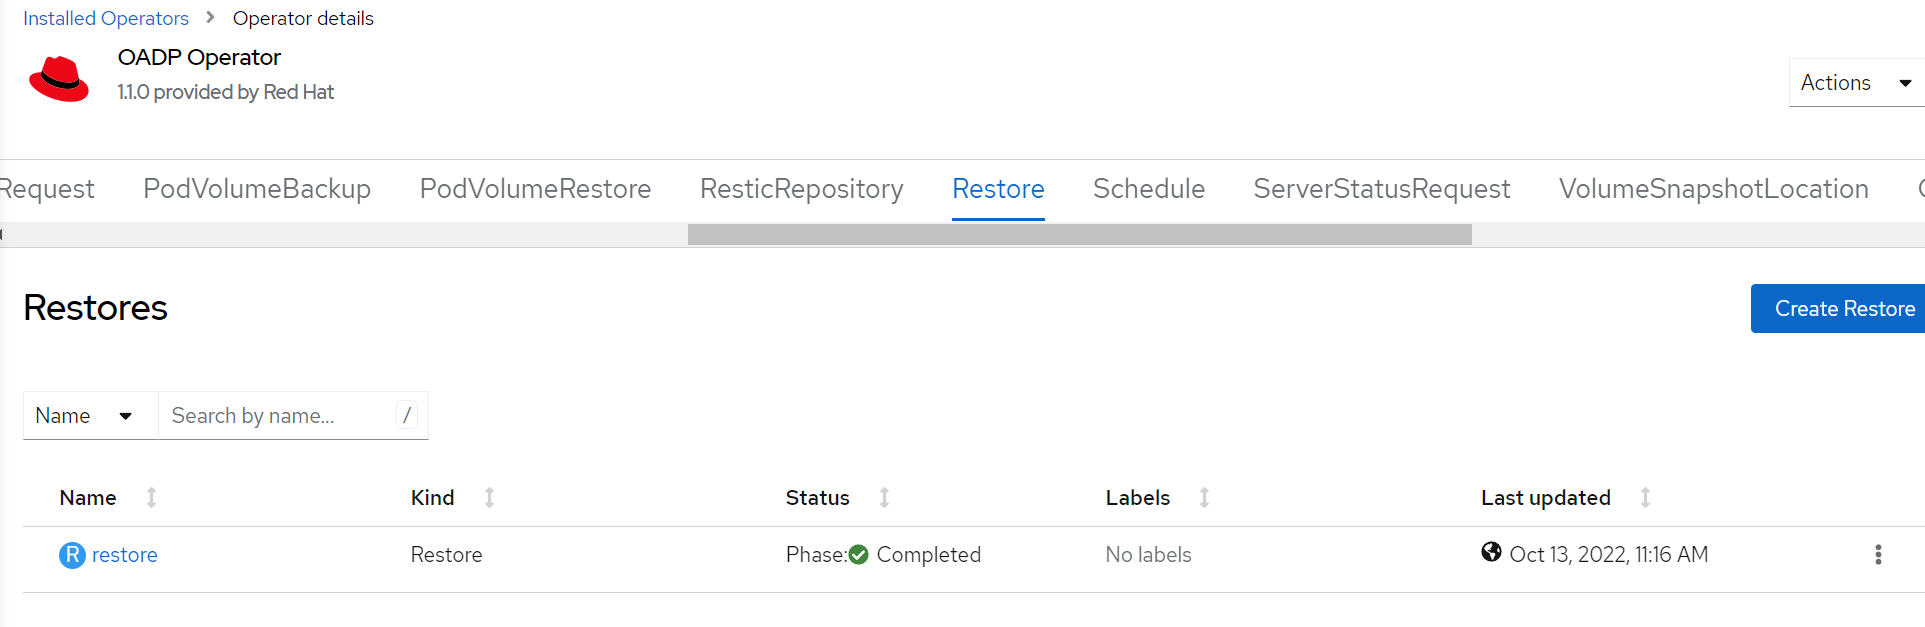 Installed Operators > Operator details
OADP Operator
1.1.0 provided by Red Hat
Actions
Request PodVolumeBackup PodVolumeRestore ResticRepository Restore Schedule ServerStatusRequest VolumeSnapshotLocation
Restores
Create Restore
Name Search by name... /
Name Kind Status Labels Last updated
R restore Restore Phase: Completed No labels Oct 13, 2022, 11:16 AM